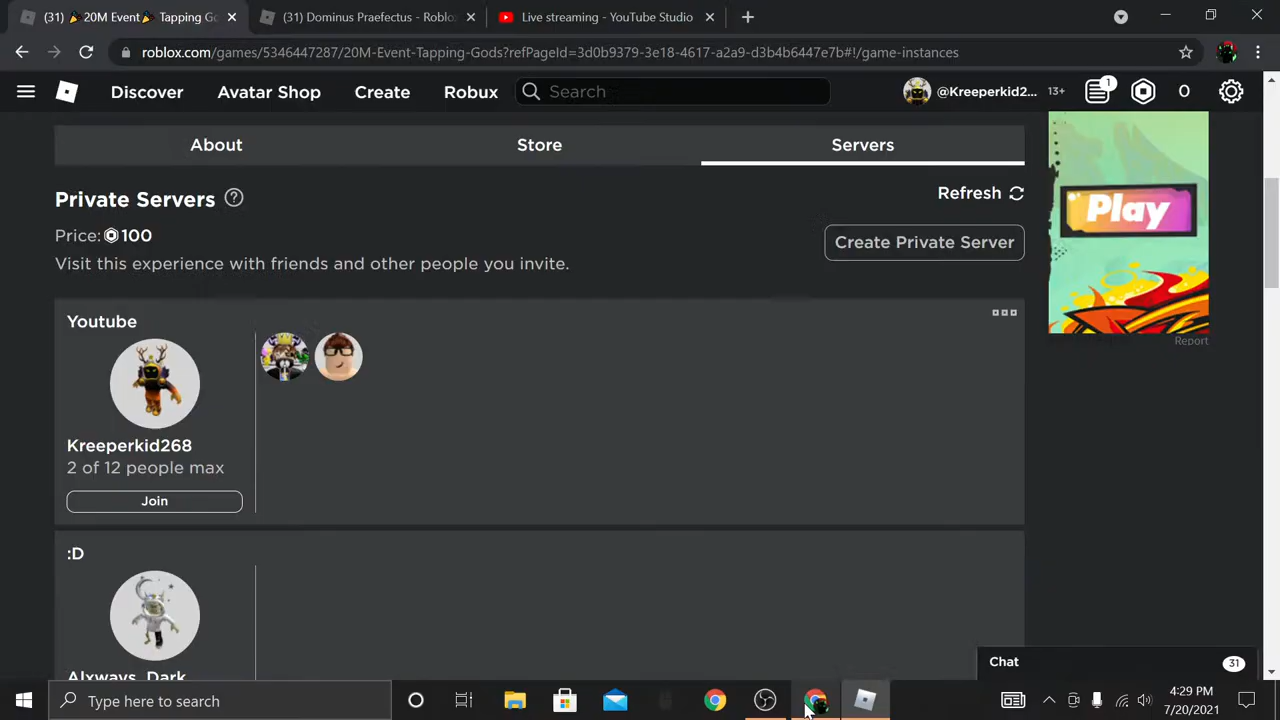 (31) 🎉20M Event🎉 Tapping Go
(31) Dominus Praefectus - Roblox
Live streaming - YouTube Studio
roblox.com/games/5346447287/20M-Event-Tapping-Gods?refPageId=3d0b9379-3e18-4617-a2a9-d3b4b6447e7b#!/game-instances
Discover
Avatar Shop
Create
Robux
Search
@Kreeperkid2...
13+
1
0
About
Store
Servers
Private Servers
Refresh
Price: 100
Create Private Server
Visit this experience with friends and other people you invite.
Play
Report
Youtube
Kreeperkid268
2 of 12 people max
Join
:D
Alxways_Dark
Chat
31
Type here to search
4:29 PM
7/20/2021